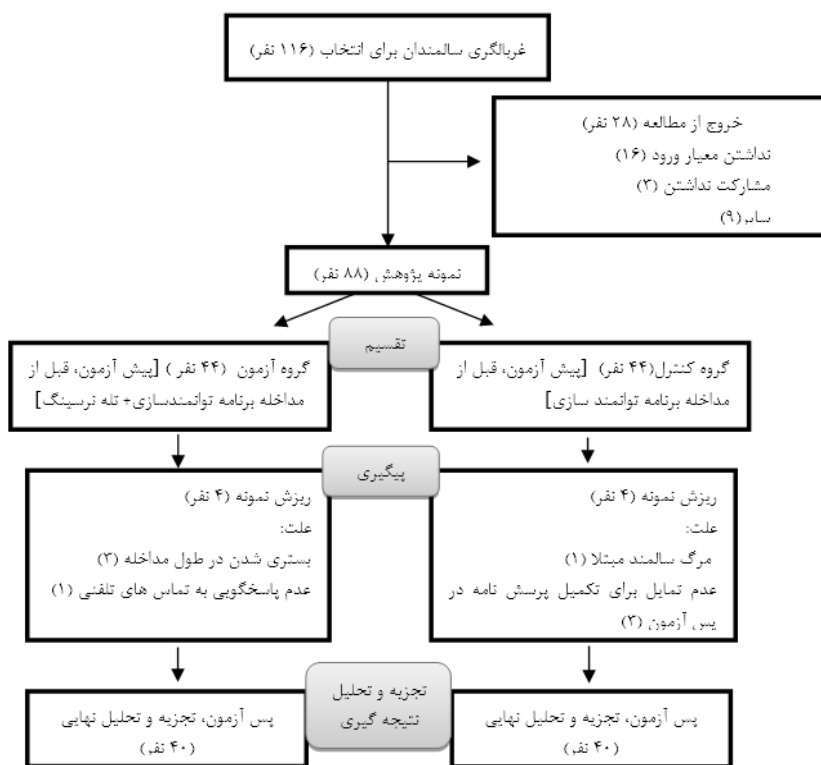 غربالگری سالمندان برای انتخاب (۱۱۶ نفر)
خروج از مطالعه (۲۸ نفر)
نداشتن معیار ورود (۱۶)
مشارکت نداشتن (۳)
سایر(۹)
نمونه پژوهش (۸۸ نفر)
تقسیم
گروه کنترل(۴۴ نفر) [پیش آزمون، قبل از
مداخله برنامه توانمند سازی]
گروه آزمون (۴۴ نفر ) [پیش آزمون، قبل از
مداخله برنامه توانمندسازی+ تله نرسینگ]
پیگیری
ریزش نمونه (۴ نفر)
علت:
مرگ سالمند مبتلا (۱)
عدم تمایل برای تکمیل پرسش نامه در
پس آزمون (۳)
ریزش نمونه (۴ نفر)
علت:
بستری شدن در طول مداخله (۳)
عدم پاسخگویی به تماس های تلفنی (۱)
تجزیه و تحلیل
نتیجه گیری
پس آزمون، تجزیه و تحلیل نهایی
(۴۰ نفر)
پس آزمون، تجزیه و تحلیل نهایی
(۴۰ نفر)